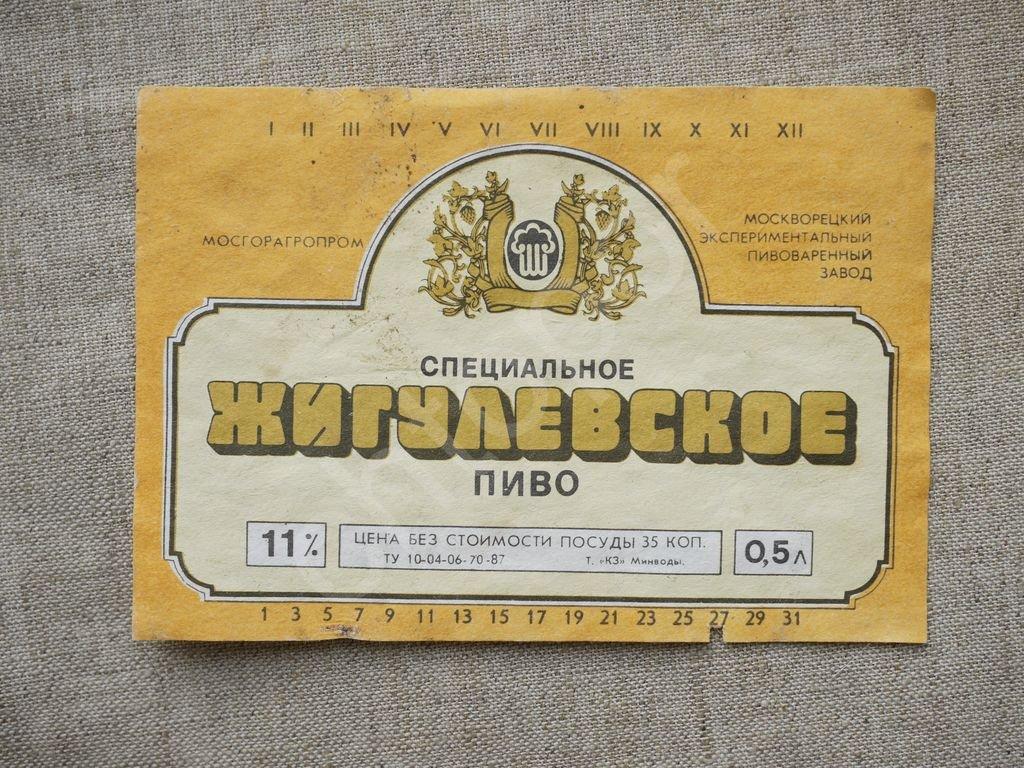 I II III IV V VI VII VIII IX X XI XII
МОСГОРАГРОПРОМ
МОСКВОРЕЦКИЙ
ЭКСПЕРИМЕНТАЛЬНЫЙ
ПИВОВАРЕННЫЙ
ЗАВОД
СПЕЦИАЛЬНОЕ
ЖИГУЛЕВСКОЕ
ПИВО
11%
ЦЕНА БЕЗ СТОИМОСТИ ПОСУДЫ 35 КОП.
ТУ 10-04-06-70-87 Т. «КЗ» Минводы.
0,5л
1 3 5 7 9 11 13 15 17 19 21 23 25 27 29 31